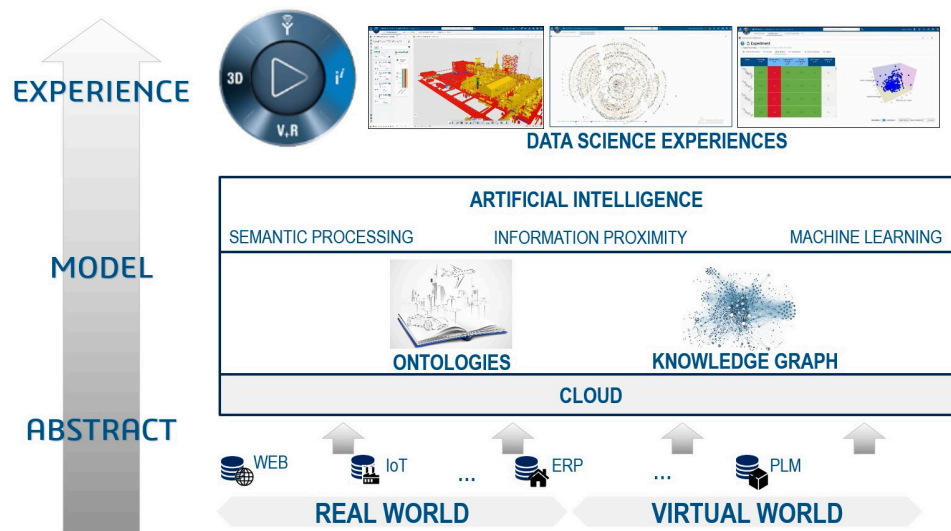 EXPERIENCE
3D
V+R
Experiment
DATA SCIENCE EXPERIENCES
MODEL
ARTIFICIAL INTELLIGENCE
SEMANTIC PROCESSING INFORMATION PROXIMITY MACHINE LEARNING
ONTOLOGIES KNOWLEDGE GRAPH
CLOUD
ABSTRACT
WEB IoT ... ERP ... PLM
REAL WORLD VIRTUAL WORLD